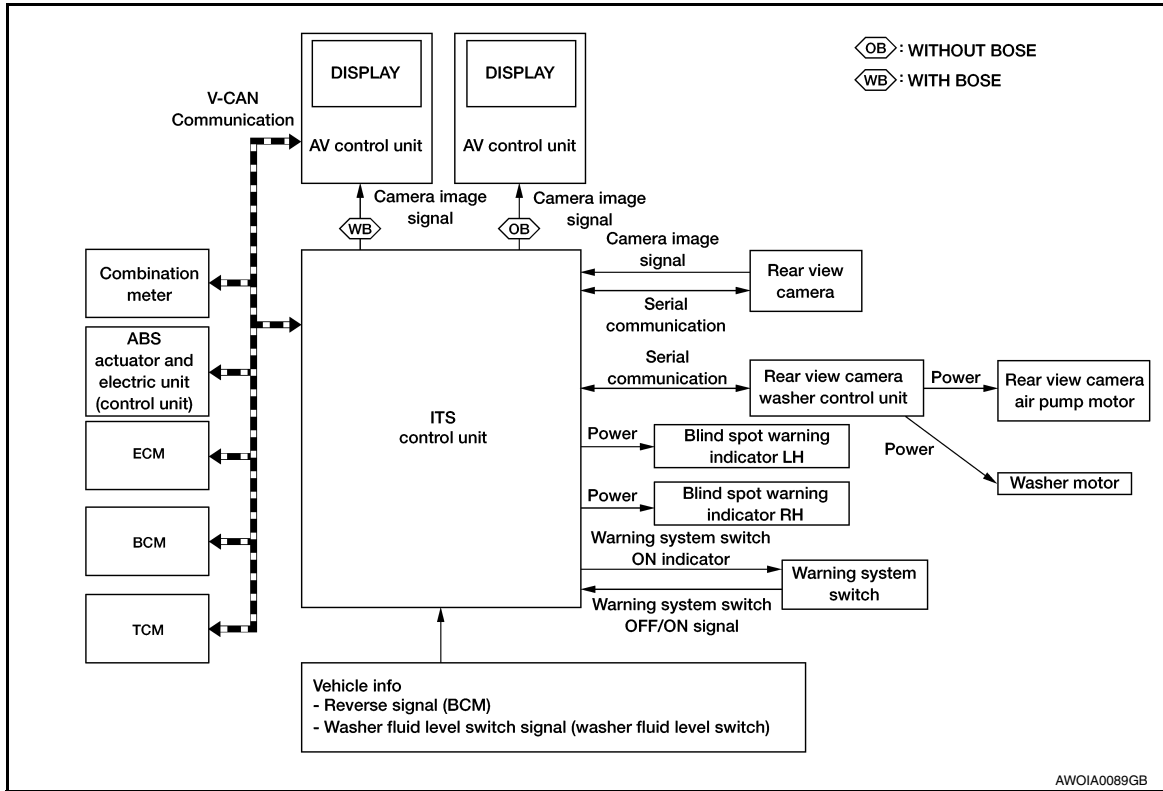 OB : WITHOUT BOSE
WB : WITH BOSE
DISPLAY
AV control unit
DISPLAY
AV control unit
V-CAN
Communication
Camera image
signal
WB
Camera image
signal
OB
Combination
meter
ABS
actuator and
electric unit
(control unit)
ECM
BCM
TCM
ITS
control unit
Camera image
signal
Serial
communication
Rear view
camera
Serial
communication
Rear view camera
washer control unit
Power
Rear view camera
air pump motor
Power
Washer motor
Power
Blind spot warning
indicator LH
Power
Blind spot warning
indicator RH
Warning system switch
ON indicator
Warning system switch
OFF/ON signal
Warning system
switch
Vehicle info
- Reverse signal (BCM)
- Washer fluid level switch signal (washer fluid level switch)
AWOIA0089GB